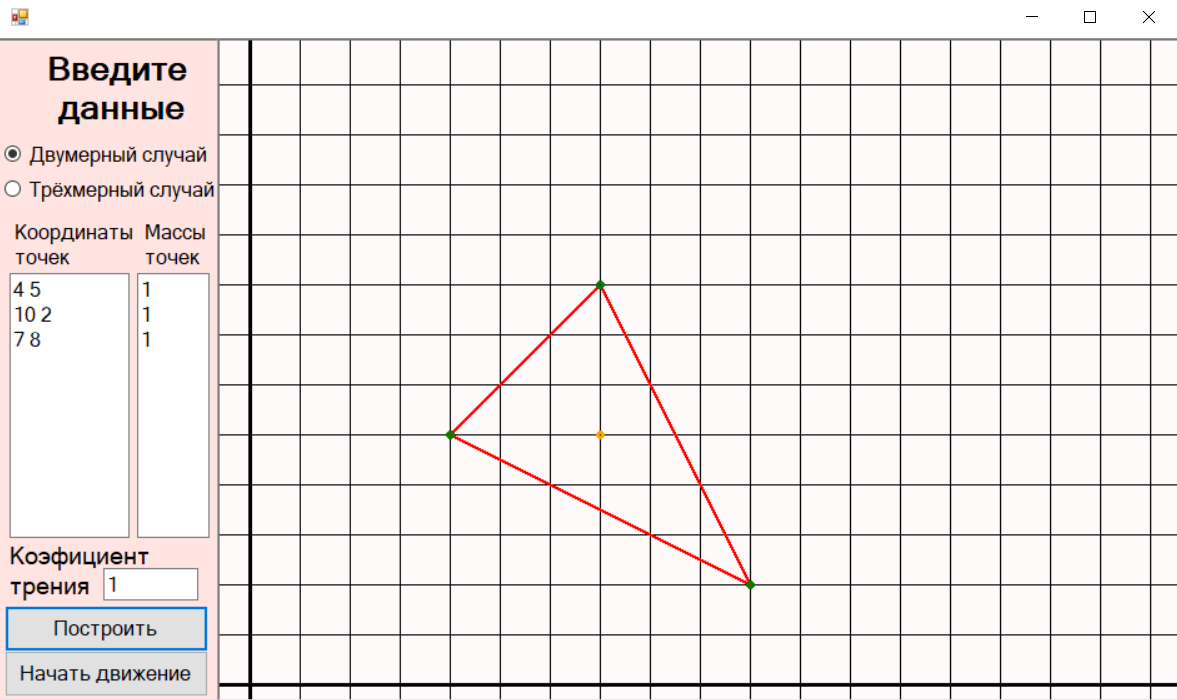 Введите
данные
Двумерный случай
Трёхмерный случай
Координаты точек
Массы точек
4 5
10 2
7 8
1
1
1
Коэфициент
трения 1
Построить
Начать движение